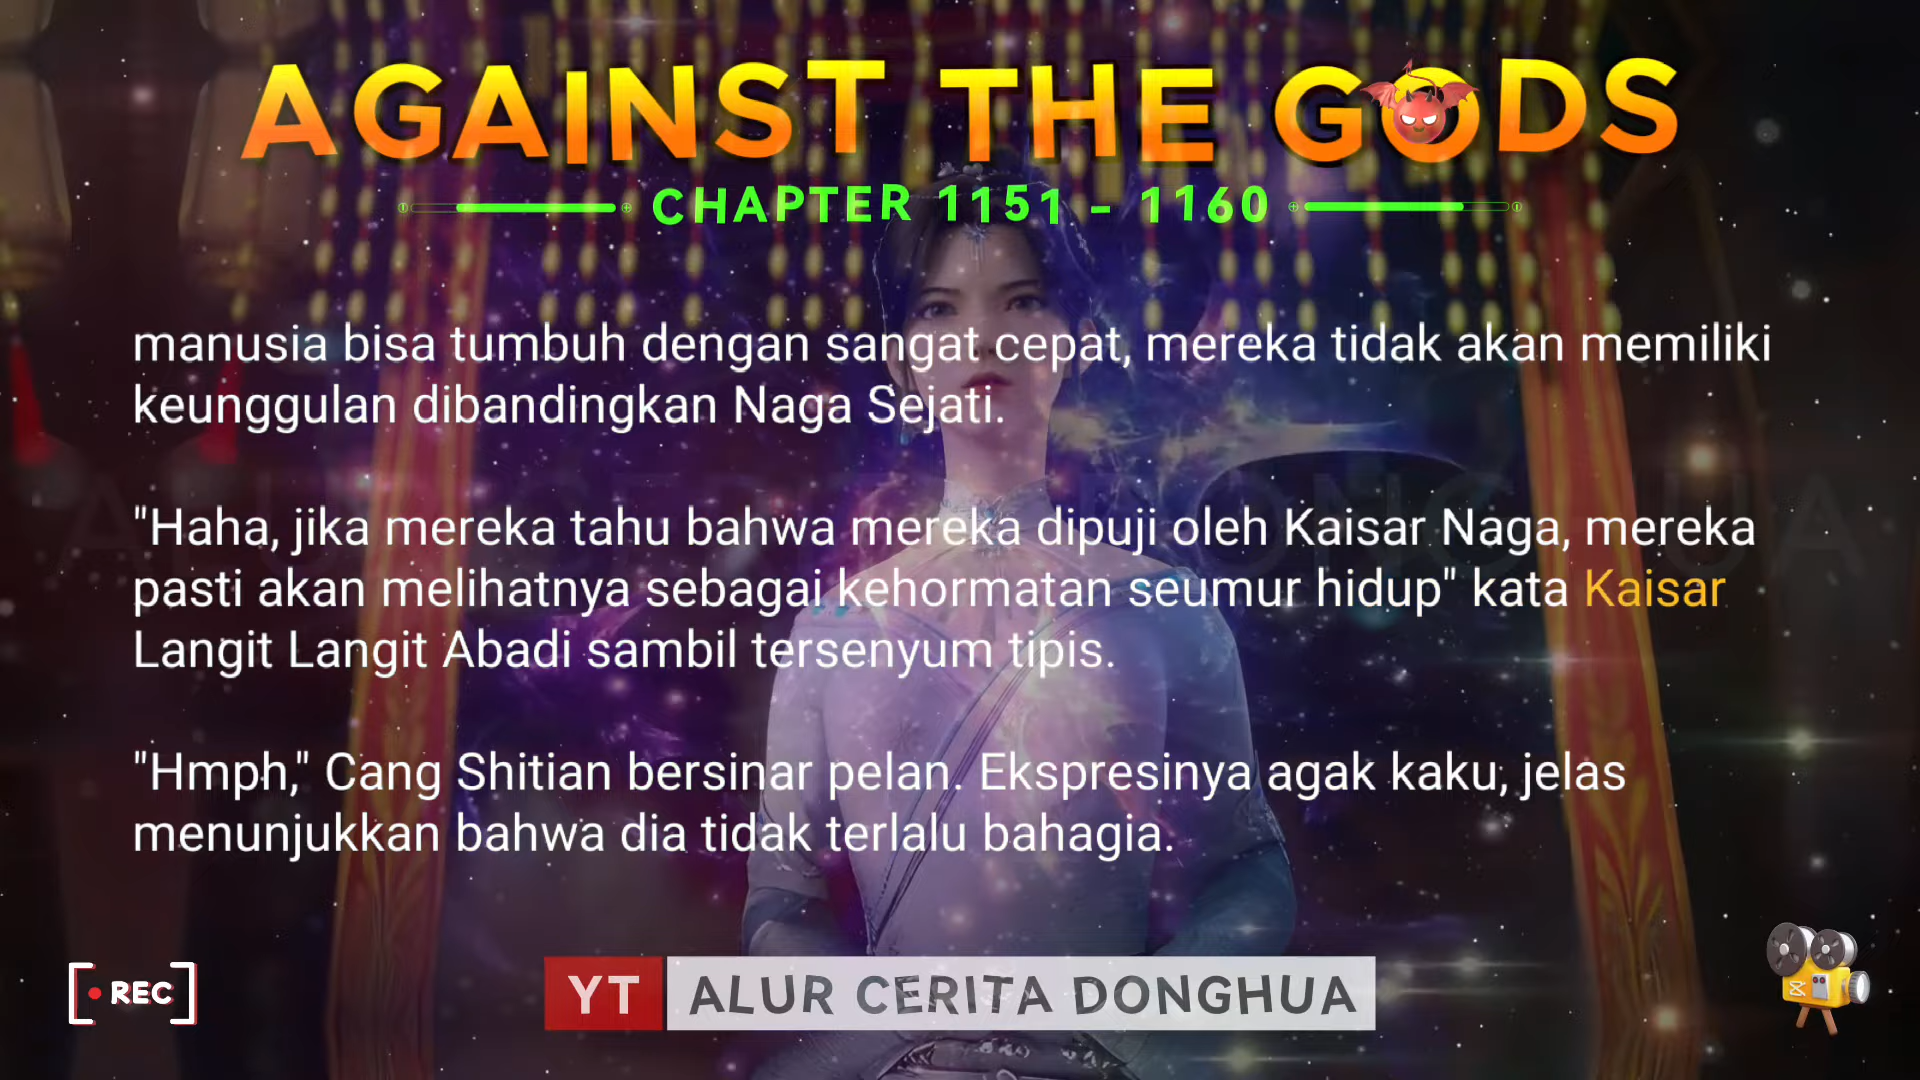 AGAINST THE GODS
CHAPTER 1151 - 1160
manusia bisa tumbuh dengan sangat cepat, mereka tidak akan memiliki
keunggulan dibandingkan Naga Sejati.
"Haha, jika mereka tahu bahwa mereka dipuji oleh Kaisar Naga, mereka
pasti akan melihatnya sebagai kehormatan seumur hidup" kata Kaisar
Langit Langit Abadi sambil tersenyum tipis.
"Hmph," Cang Shitian bersinar pelan. Ekspresinya agak kaku, jelas
menunjukkan bahwa dia tidak terlalu bahagia.
ALUR CERITA DONGHUA
REC
YT ALUR CERITA DONGHUA